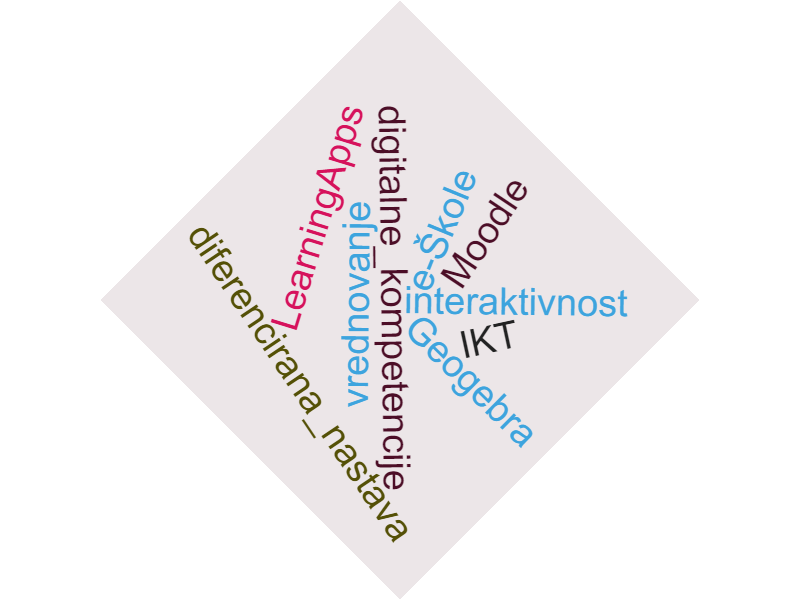 LearningApps
digitalne_kompetencije
e-Škole
Moodle
vrednovanje
diferencirana_nastava
interaktivnost
IKT
Geogebra